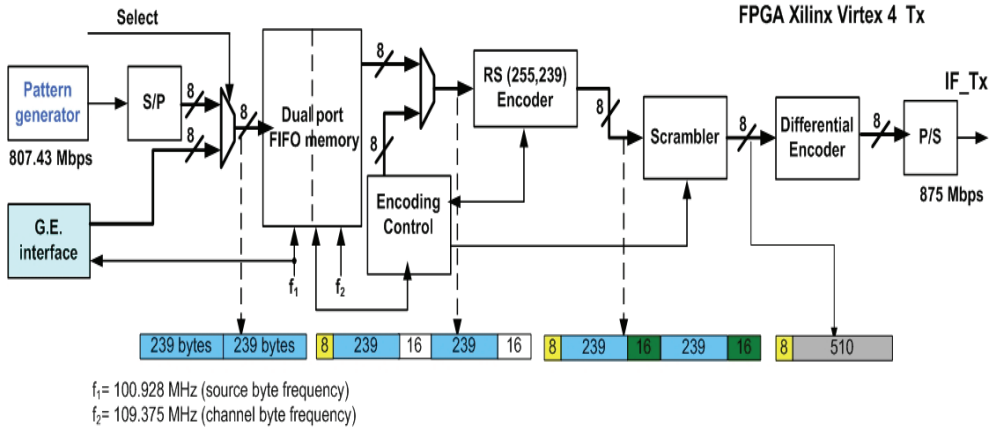 Select
FPGA Xilinx Virtex 4 Tx
Pattern
generator
807.43 Mbps
S/P
8
8
8
Dual port
FIFO memory
8
8
RS (255,239)
Encoder
8
Scrambler
8
Differential
Encoder
8
P/S
IF_Tx
875 Mbps
G.E.
interface
Encoding
Control
f1
f2
239 bytes 239 bytes
8 239 16 239 16
8 239 16 239 16
8 510
f1= 100.928 MHz (source byte frequency)
f2= 109.375 MHz (channel byte frequency)